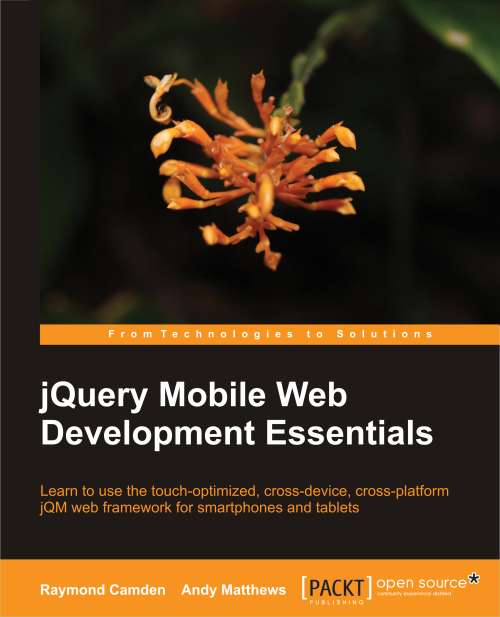 From Technologies to Solutions
jQuery Mobile Web
Development Essentials
Learn to use the touch-optimized, cross-device, cross-platform
jQM web framework for smartphones and tablets
Raymond Camden Andy Matthews
[PACKT]
PUBLISHING
open source*
community experience distilled